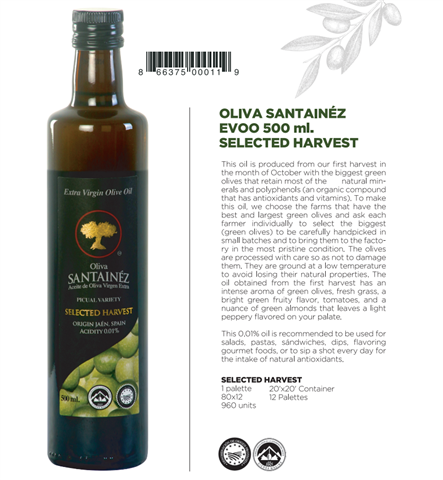 8 66375 00011 9
OLIVA SANTAINÉZ
EVOO 500 ml.
SELECTED HARVEST
This oil is produced from our first harvest in
the month of October with the biggest green
olives that retain most of the natural min-
erals and polyphenols (an organic compound
that has antioxidants and vitamins). To make
this oil, we choose the farms that have the
best and largest green olives and ask each
farmer individually to select the biggest
(green olives) to be carefully handpicked in
small batches and to bring them to the facto-
ry in the most pristine condition. The olives
are processed with care so as not to damage
them. They are ground at a low temperature
to avoid losing their natural properties. The
oil obtained from the first harvest has an
intense aroma of green olives, fresh grass, a
bright green fruity flavor, tomatoes, and a
nuance of green almonds that leaves a light
peppery flavored on your palate.
This 0.01% oil is recommended to be used for
salads, pastas, sándwiches, dips, flavoring
gourmet foods, or to sip a shot every day for
the intake of natural antioxidants.
SELECTED HARVEST
1 palette 20'x20' Container
80x12 12 Palettes
960 units
Extra Virgin Olive Oil
Oliva
SANTAINÉZ
Aceite de Oliva Virgen Extra
PICUAL VARIETY
SELECTED HARVEST
ORIGIN JAÉN, SPAIN
ACIDITY 0.01%
500 ml.